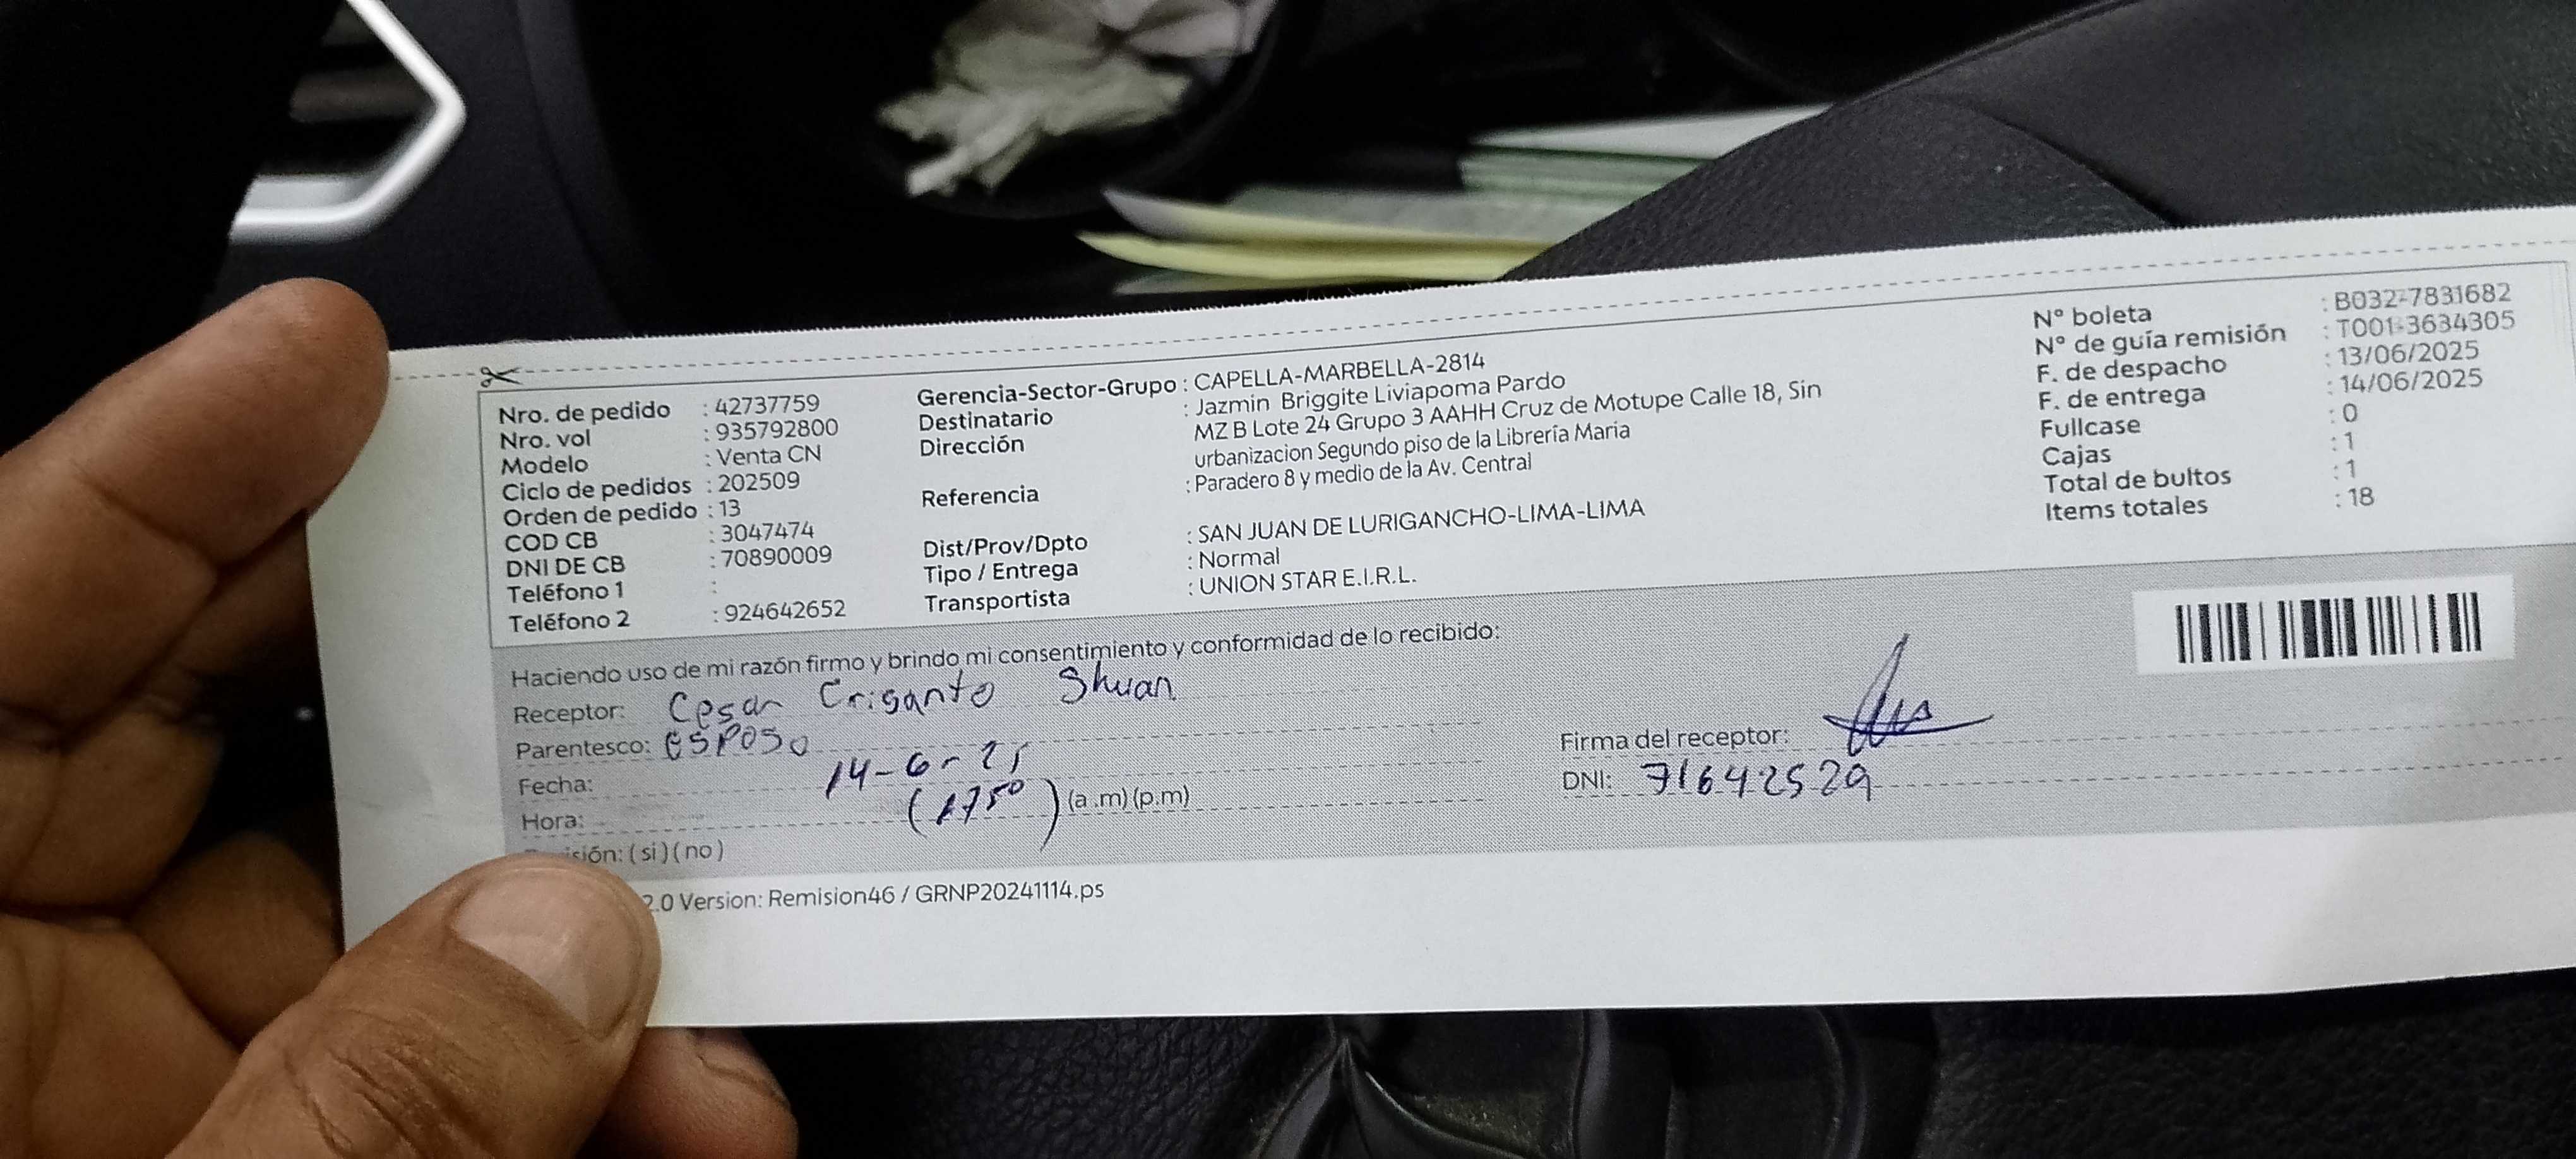 Nro. de pedido : 42737759
Nro. vol : 935792800
Modelo : Venta CN
Ciclo de pedidos : 202509
Orden de pedido : 13
COD CB : 3047474
DNI DE CB : 70890009
Teléfono 1 :
Teléfono 2 : 924642652
Gerencia-Sector-Grupo : CAPELLA-MARBELLA-2814
Destinatario : Jazmin Briggite Liviapoma Pardo
Dirección MZ B Lote 24 Grupo 3 AAHH Cruz de Motupe Calle 18, Sin
urbanizacion Segundo piso de la Librería Maria
Referencia : Paradero 8 y medio de la Av. Central
Dist/Prov/Dpto : SAN JUAN DE LURIGANCHO-LIMA-LIMA
Tipo / Entrega : Normal
Transportista : UNION STAR E.I.R.L.
N° boleta : B032-7831682
N° de guía remisión : T001-3634305
F. de despacho : 13/06/2025
F. de entrega : 14/06/2025
Fullcase : 0
Cajas : 1
Total de bultos : 1
Items totales : 18
Haciendo uso de mi razón firmo y brindo mi consentimiento y conformidad de lo recibido:
Receptor: Cesar Crisanto Shuan
Parentesco: esposo
Fecha: 14-6-25
Hora: (1750) (a.m) (p.m)
Firma del receptor:
DNI: 71642529
isión: (si) (no)
2.0 Version: Remision46 / GRNP20241114.ps